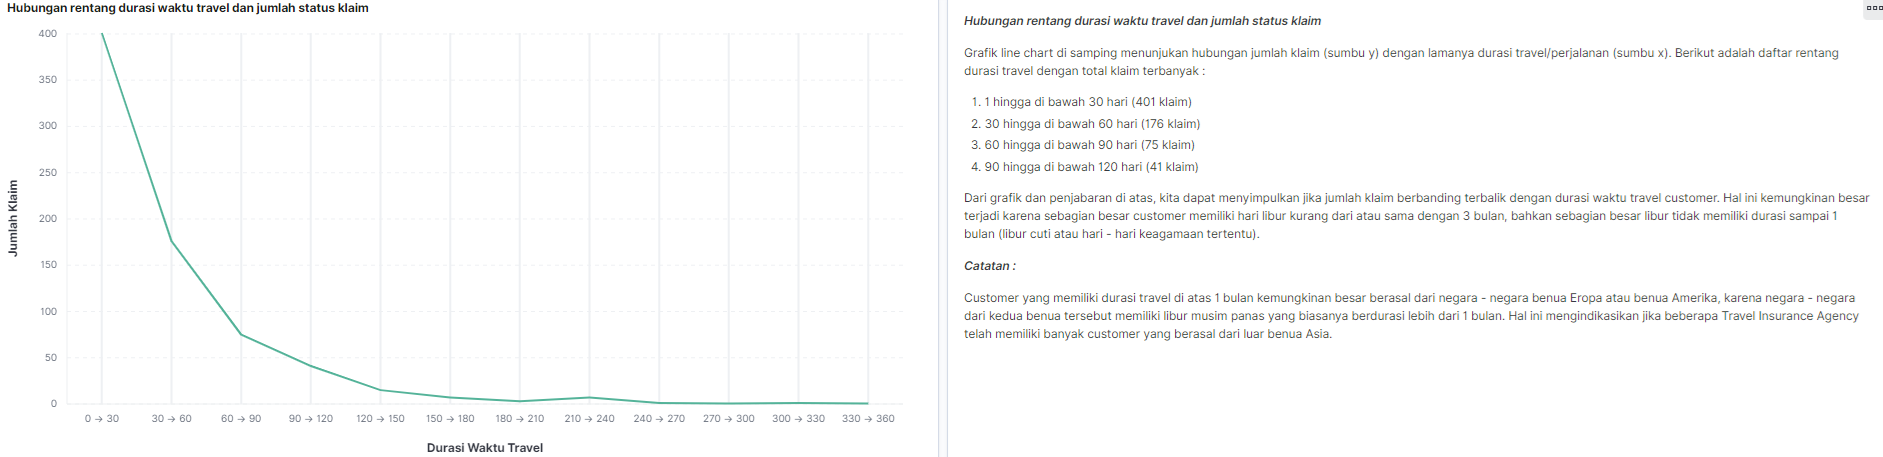 Hubungan rentang durasi waktu travel dan jumlah status klaim
400
350
300
250
200
150
100
50
0
Jumlah Klaim
0 → 30
30 → 60
60 → 90
90 → 120
120 → 150
150 → 180
180 → 210
210 → 240
240 → 270
270 → 300
300 → 330
330 → 360
Durasi Waktu Travel
Hubungan rentang durasi waktu travel dan jumlah status klaim
Grafik line chart di samping menunjukan hubungan jumlah klaim (sumbu y) dengan lamanya durasi travel/perjalanan (sumbu x). Berikut adalah daftar rentang
durasi travel dengan total klaim terbanyak :
1. 1 hingga di bawah 30 hari (401 klaim)
2. 30 hingga di bawah 60 hari (176 klaim)
3. 60 hingga di bawah 90 hari (75 klaim)
4. 90 hingga di bawah 120 hari (41 klaim)
Dari grafik dan penjabaran di atas, kita dapat menyimpulkan jika jumlah klaim berbanding terbalik dengan durasi waktu travel customer. Hal ini kemungkinan besar
terjadi karena sebagian besar customer memiliki hari libur kurang dari atau sama dengan 3 bulan, bahkan sebagian besar libur tidak memiliki durasi sampai 1
bulan (libur cuti atau hari - hari keagamaan tertentu).
Catatan :
Customer yang memiliki durasi travel di atas 1 bulan kemungkinan besar berasal dari negara - negara benua Eropa atau benua Amerika, karena negara - negara
dari kedua benua tersebut memiliki libur musim panas yang biasanya berdurasi lebih dari 1 bulan. Hal ini mengindikasikan jika beberapa Travel Insurance Agency
telah memiliki banyak customer yang berasal dari luar benua Asia.